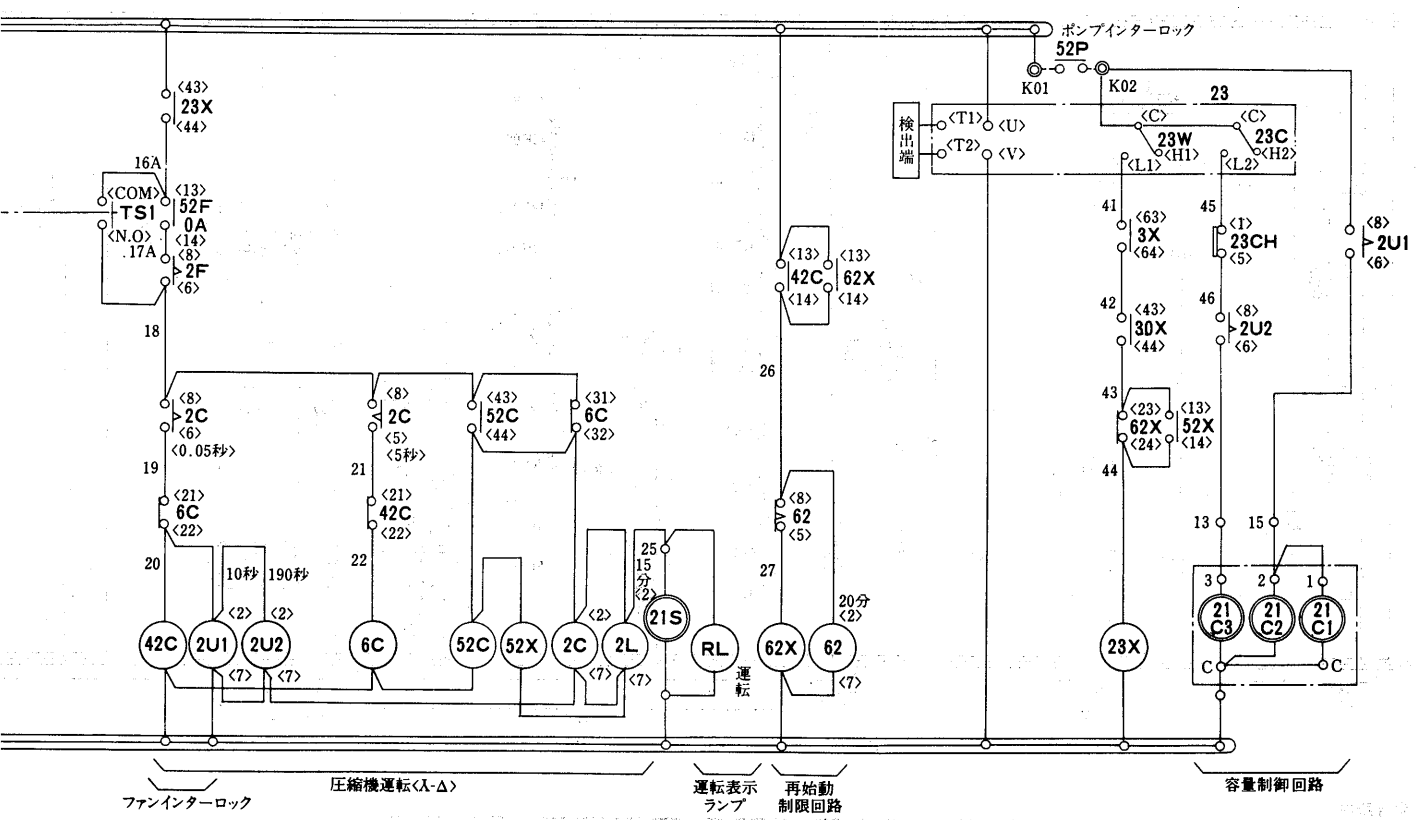 ポンプインターロック
52P
K01
K02
23
<43>
23X
<44>
16A
<COM>
TS1
<N.O>
<13>
52F
0A
<14>
17A
<8>
2F
<6>
18
検出端
<T1>
<U>
<T2>
<V>
<C>
23W
<H1>
<L1>
<C>
23C
<H2>
<L2>
41
<63>
3X
<64>
45
<1>
23CH
<5>
<8>
2U1
<6>
<13>
42C
<14>
<13>
62X
<14>
42
<43>
30X
<44>
46
<8>
2U2
<6>
26
43
<23>
62X
<24>
<13>
52X
<14>
44
<8>
2C
<6>
<0.05秒>
<8>
2C
<5>
<5秒>
<43>
52C
<44>
<31>
6C
<32>
19
<21>
6C
<22>
21
<21>
42C
<22>
<8>
62
<5>
13
15
20
10秒
190秒
22
25
15分
27
20分
<2>
<2>
<2>
<2>
<2>
42C
2U1
2U2
6C
52C
52X
2C
2L
21S
RL
運転
62X
62
23X
<7>
<7>
<7>
<7>
3
2
1
21 C3
21 C2
21 C1
C
C
ファンインターロック
圧縮機運転<人-Δ>
運転表示
ランプ
再始動
制限回路
容量制御回路